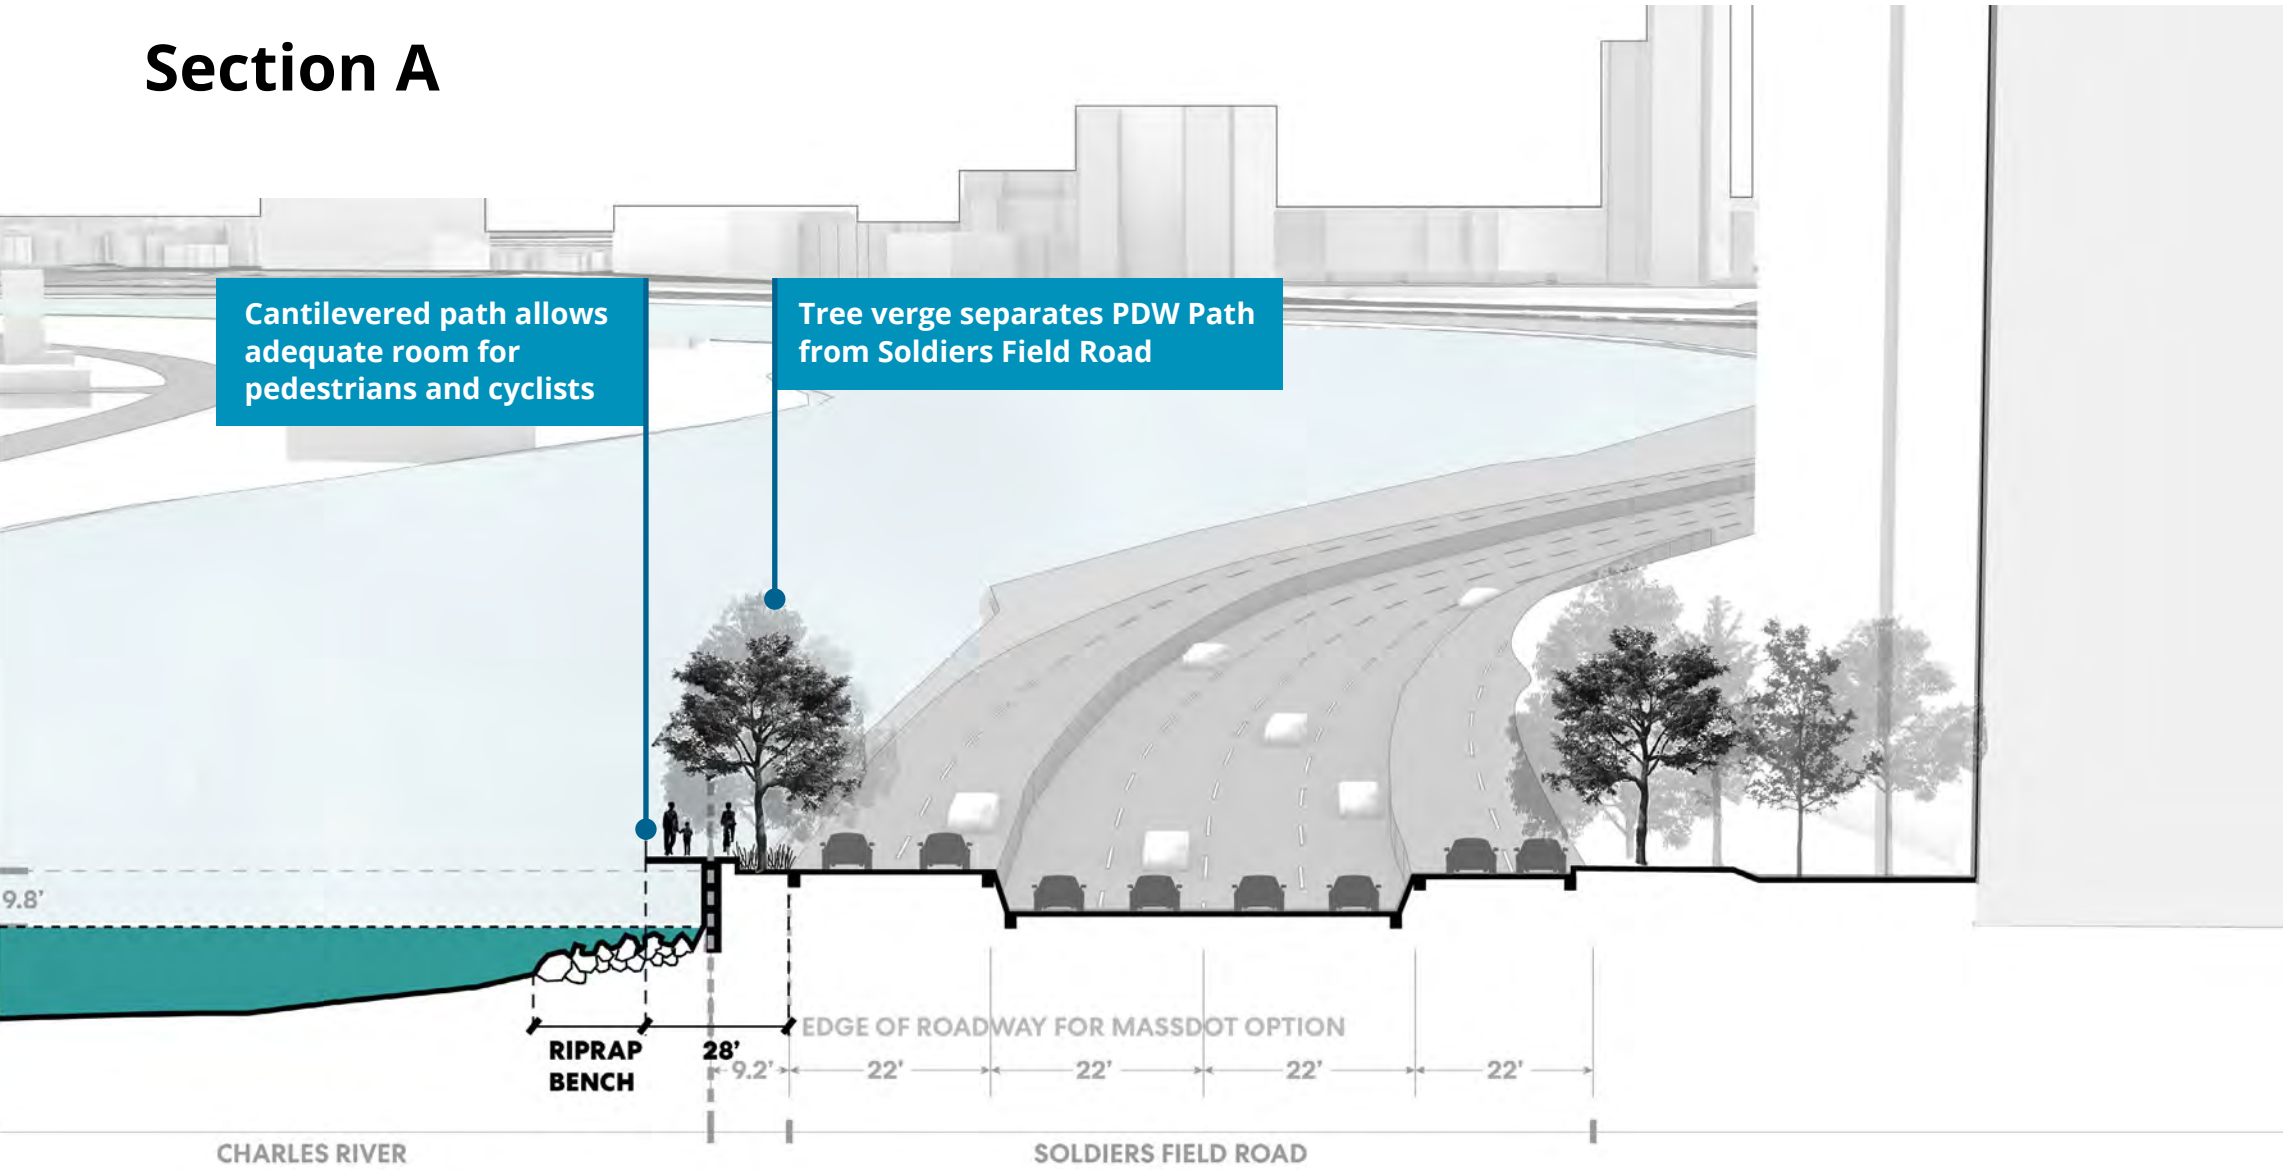 Section A
Cantilevered path allows
adequate room for
pedestrians and cyclists
Tree verge separates PDW Path
from Soldiers Field Road
9.8’
EDGE OF ROADWAY FOR MASSDOT OPTION
RIPRAP
BENCH
28’
9.2’ 22’ 22’ 22’ 22’
CHARLES RIVER
SOLDIERS FIELD ROAD